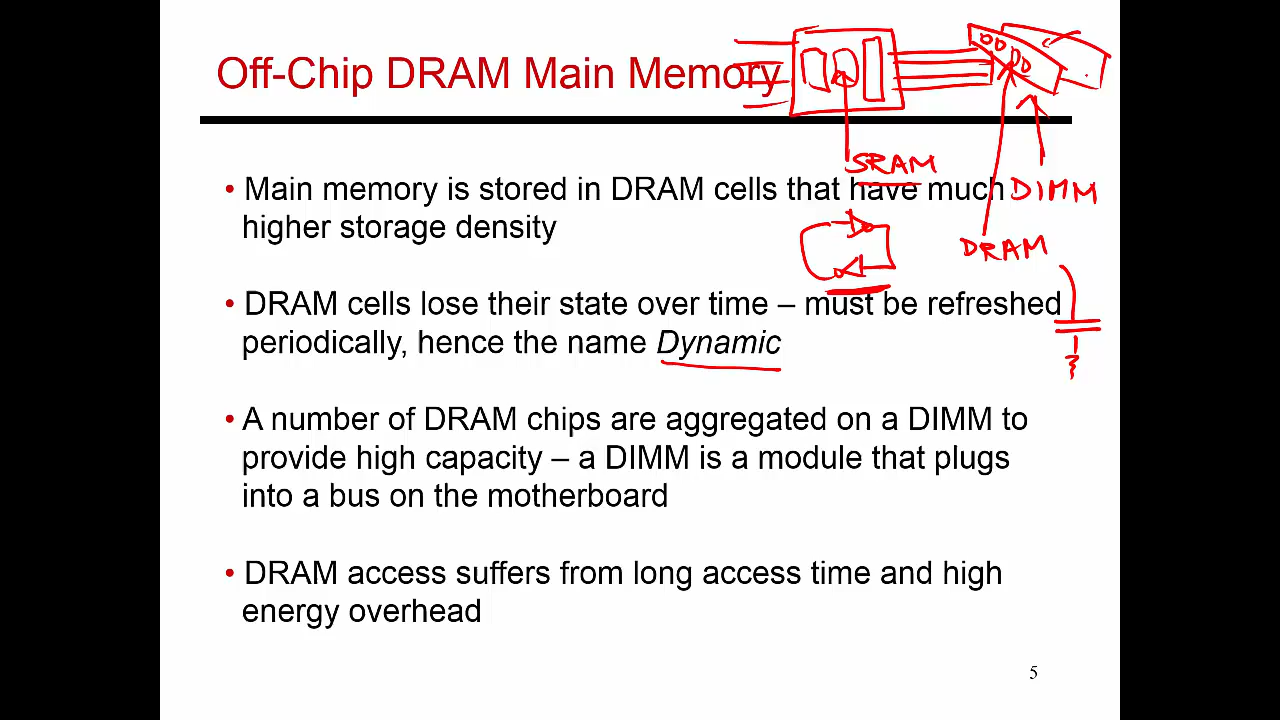 Off-Chip DRAM Main Memory
SRAM
DIMM
DRAM
• Main memory is stored in DRAM cells that have much
higher storage density
• DRAM cells lose their state over time – must be refreshed
periodically, hence the name Dynamic
• A number of DRAM chips are aggregated on a DIMM to
provide high capacity – a DIMM is a module that plugs
into a bus on the motherboard
• DRAM access suffers from long access time and high
energy overhead
5